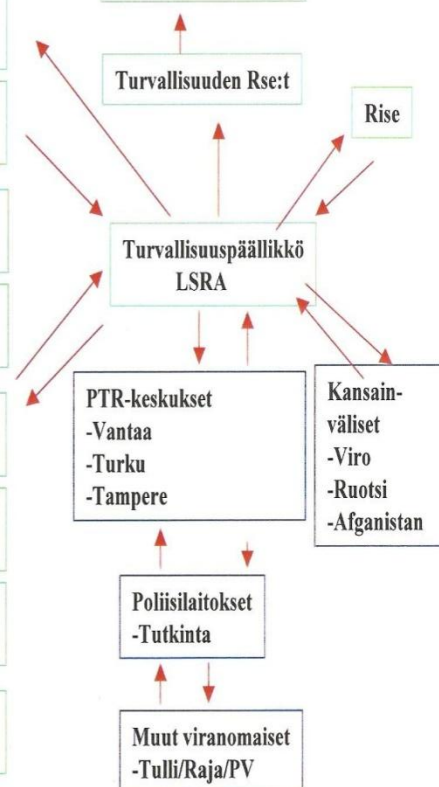 Turvallisuuden Rse:t
Rise
Turvallisuuspäällikkö
LSRA
PTR-keskukset
-Vantaa
-Turku
-Tampere
Kansain-
väliset
-Viro
-Ruotsi
-Afganistan
Poliisilaitokset
-Tutkinta
Muut viranomaiset
-Tulli/Raja/PV